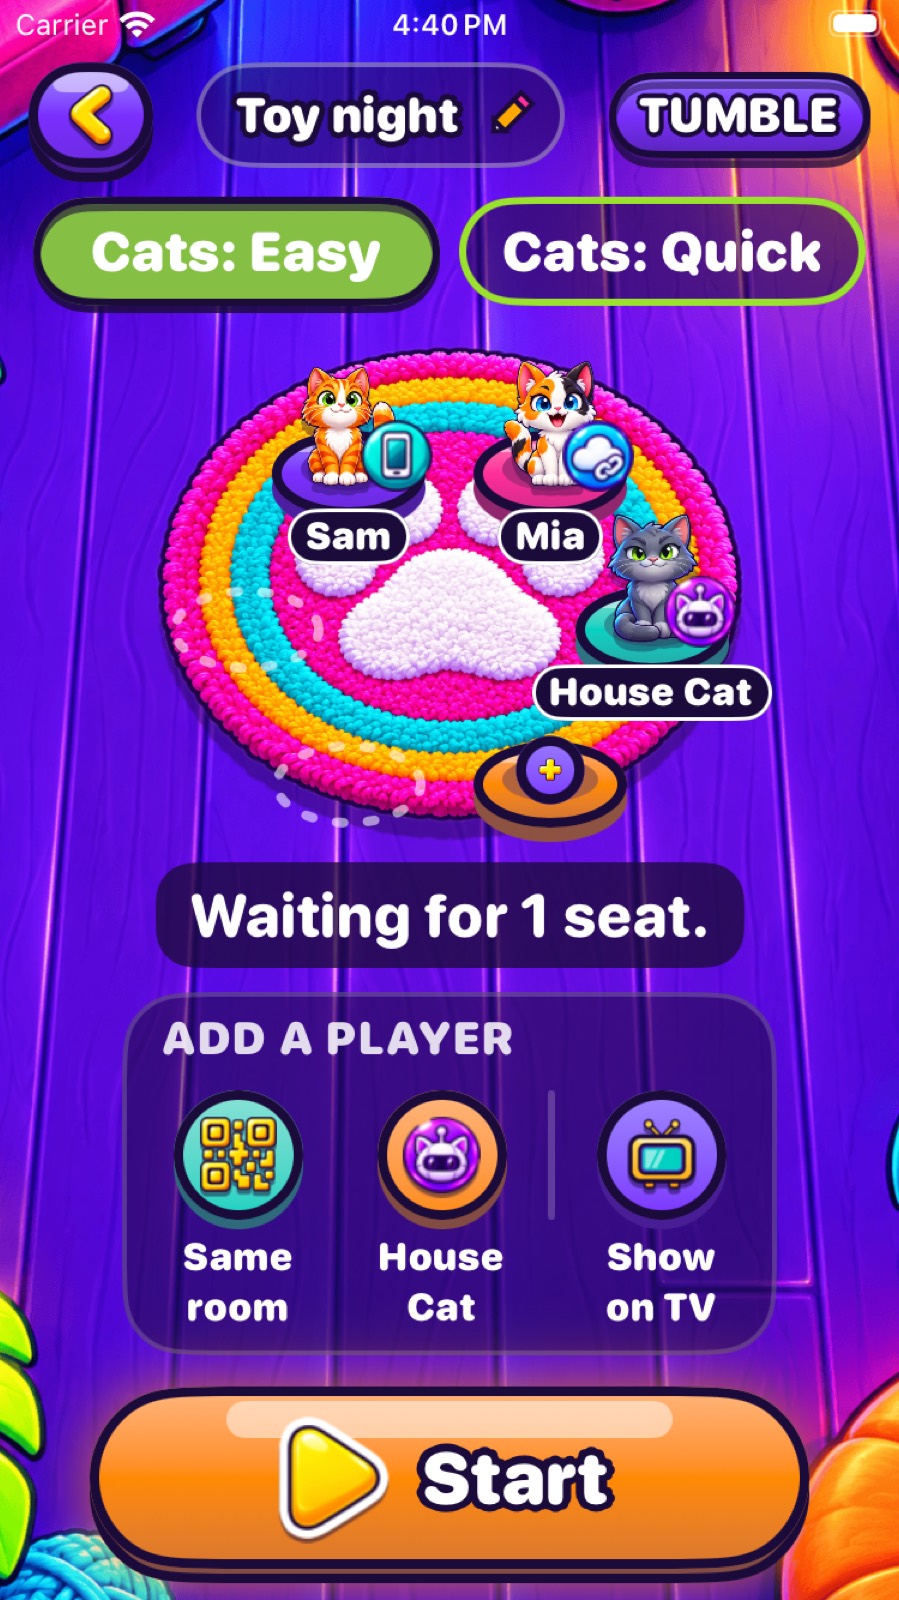 Carrier
4:40 PM
Toy night
TUMBLE
Cats: Easy
Cats: Quick
Sam
Mia
House Cat
Waiting for 1 seat.
ADD A PLAYER
Same
room
House
Cat
Show
on TV
Start